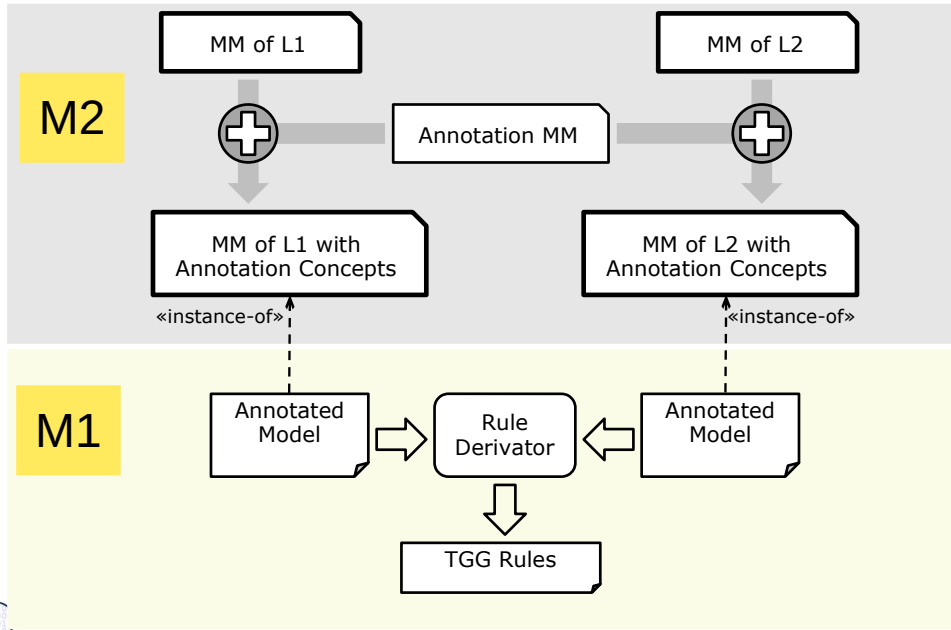 MM of L1
MM of L2
M2
Annotation MM
MM of L1 with
Annotation Concepts
MM of L2 with
Annotation Concepts
«instance-of»
«instance-of»
M1
Annotated
Model
Rule
Derivator
Annotated
Model
TGG Rules